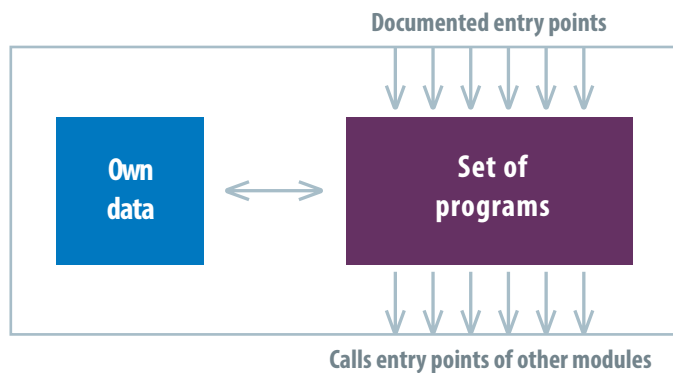 Documented entry points
Own
data
Set of
programs
Calls entry points of other modules